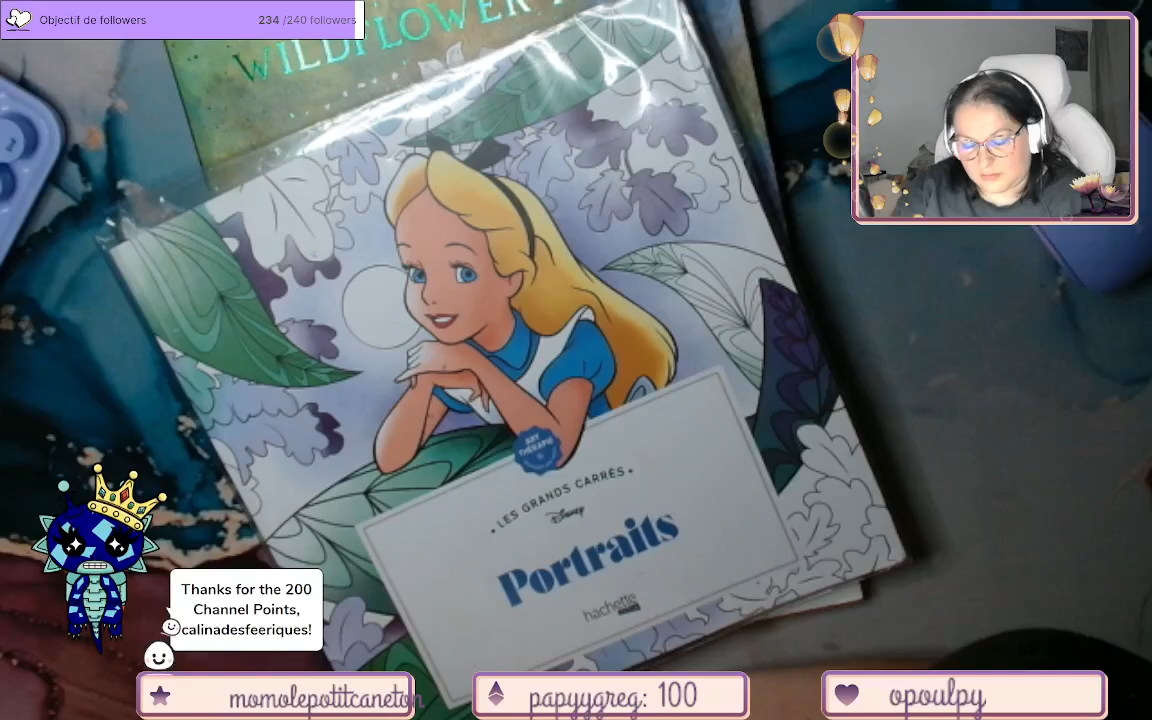 Objectif de followers 234 /240 followers
WILDFLOWER
ART
THÉRAPIE
• LES GRANDS CARRÉS •
Disney
Portraits
hachette
Thanks for the 200
Channel Points,
calinadesfeeriques!
momolepotitcaneton
papyygreg: 100
opoulpy